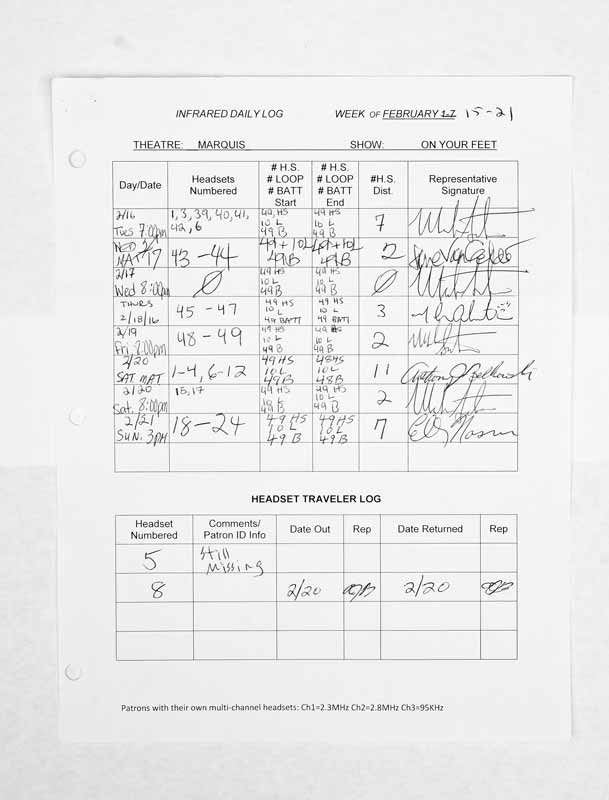 INFRARED DAILY LOG WEEK OF FEBRUARY 1-7 15-21
THEATRE: MARQUIS SHOW: ON YOUR FEET
Day/Date Headsets Numbered # H.S. # LOOP # BATT Start # H.S. # LOOP # BATT End #H.S. Dist. Representative Signature
2/16 Tues 7:00pm 1, 3, 39, 40, 41, 42, 6 49 HS 10 L 49 B 49 HS 10 L 49 B 7
WED MAT 2/17 43-44 49+10L 49B 49+10L 49B 2
2/17 Wed 8:00pm Ø 49 HS 10 L 49 B 49 HS 10 L 49 B Ø
THURS 2/18/16 45-47 49 HS 10 L 49 BATT 49 HS 10 L 49 BATT 3
2/19 Fri 8:00pm 48-49 49 HS 10 L 49 B 49 HS 10 L 49 B 2
2/20 SAT MAT 1-4, 6-12 49 HS 10 L 49 B 48 HS 10 L 48 B 11
2/20 Sat. 8:00pm 15, 17 49 HS 10 L 49 B 49 HS 10 L 49 B 2
2/21 SUN. 3PM 18-24 49 HS 10 L 49 B 49 HS 10 L 49 B 7
HEADSET TRAVELER LOG
Headset Numbered Comments/ Patron ID Info Date Out Rep Date Returned Rep
5 Still Missing
8 2/20 2/20
Patrons with their own multi-channel headsets: Ch1=2.3MHz Ch2=2.8MHz Ch3=95KHz